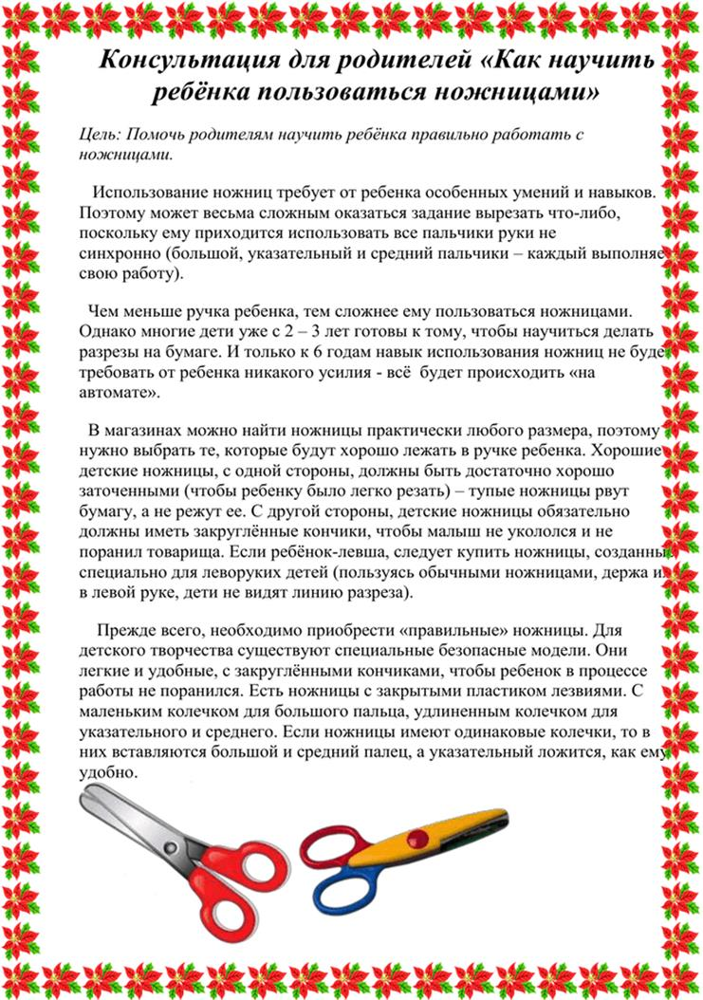 Консультация для родителей «Как научить
ребёнка пользоваться ножницами»
Цель: Помочь родителям научить ребёнка правильно работать с
ножницами.
Использование ножниц требует от ребенка особенных умений и навыков.
Поэтому может весьма сложным оказаться задание вырезать что-либо,
поскольку ему приходится использовать все пальчики руки не
синхронно (большой, указательный и средний пальчики – каждый выполняе
свою работу).
Чем меньше ручка ребенка, тем сложнее ему пользоваться ножницами.
Однако многие дети уже с 2 – 3 лет готовы к тому, чтобы научиться делать
разрезы на бумаге. И только к 6 годам навык использования ножниц не буде
требовать от ребенка никакого усилия - всё будет происходить «на
автомате».
В магазинах можно найти ножницы практически любого размера, поэтому
нужно выбрать те, которые будут хорошо лежать в ручке ребенка. Хорошие
детские ножницы, с одной стороны, должны быть достаточно хорошо
заточенными (чтобы ребенку было легко резать) – тупые ножницы рвут
бумагу, а не режут ее. С другой стороны, детские ножницы обязательно
должны иметь закруглённые кончики, чтобы малыш не укололся и не
поранил товарища. Если ребёнок-левша, следует купить ножницы, созданны
специально для леворуких детей (пользуясь обычными ножницами, держа и
в левой руке, дети не видят линию разреза).
Прежде всего, необходимо приобрести «правильные» ножницы. Для
детского творчества существуют специальные безопасные модели. Они
легкие и удобные, с закруглёнными кончиками, чтобы ребенок в процессе
работы не поранился. Есть ножницы с закрытыми пластиком лезвиями. С
маленьким колечком для большого пальца, удлиненным колечком для
указательного и среднего. Если ножницы имеют одинаковые колечки, то в
них вставляются большой и средний палец, а указательный ложится, как ему
удобно.